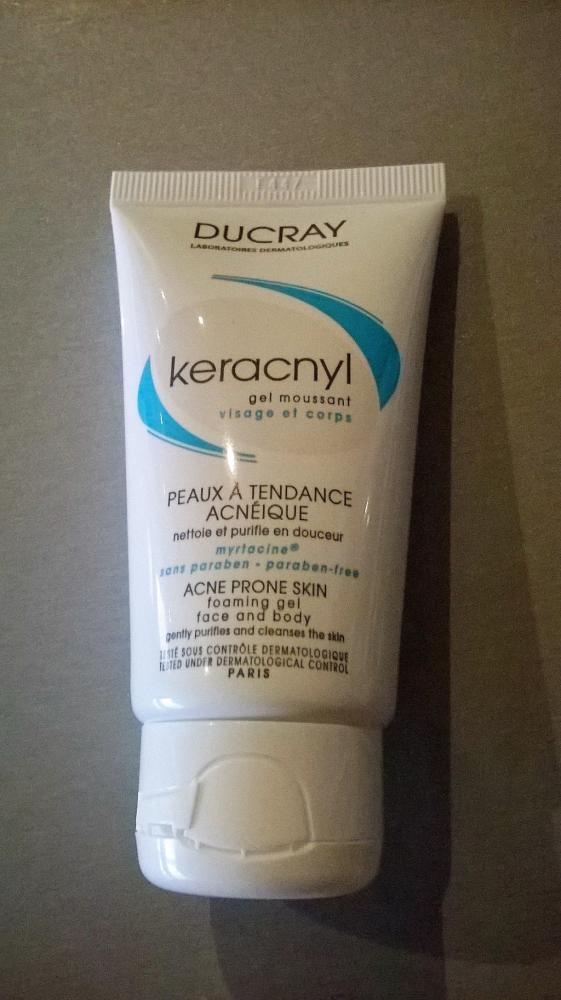 DUCRAY
LABORATOIRES DERMATOLOGIQUES
keracnyl
gel moussant
visage et corps
PEAUX À TENDANCE
ACNÉIQUE
nettoie et purifie en douceur
myrtacine®
sans paraben - paraben-free
ACNE PRONE SKIN
foaming gel
face and body
gently purifies and cleanses the skin
TESTÉ SOUS CONTRÔLE DERMATOLOGIQUE
TESTED UNDER DERMATOLOGICAL CONTROL
PARIS